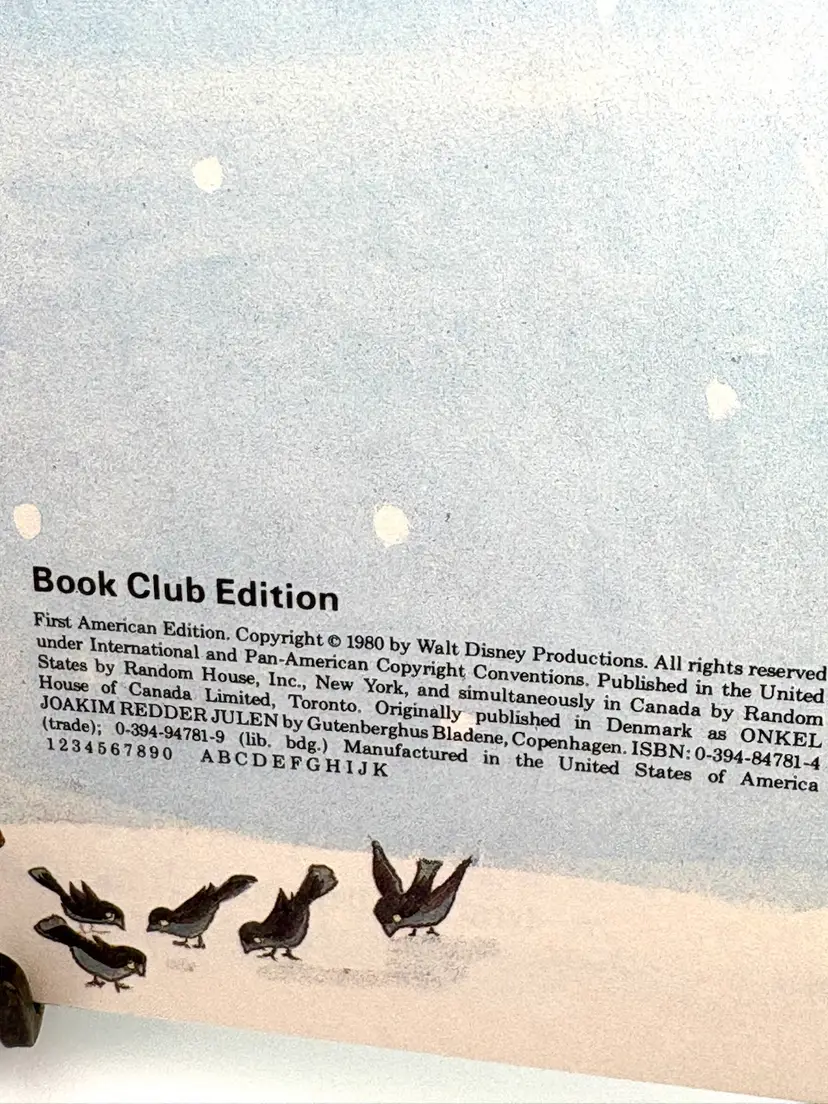 Book Club Edition
First American Edition. Copyright © 1980 by Walt Disney Productions. All rights reserved
under International and Pan-American Copyright Conventions. Published in the United
States by Random House, Inc., New York, and simultaneously in Canada by Random
House of Canada Limited, Toronto. Originally published in Denmark as ONKEL
JOAKIM REDDER JULEN by Gutenberghus Bladene, Copenhagen. ISBN: 0-394-84781-4
(trade); 0-394-94781-9 (lib. bdg.) Manufactured in the United States of America
1 2 3 4 5 6 7 8 9 0 A B C D E F G H I J K